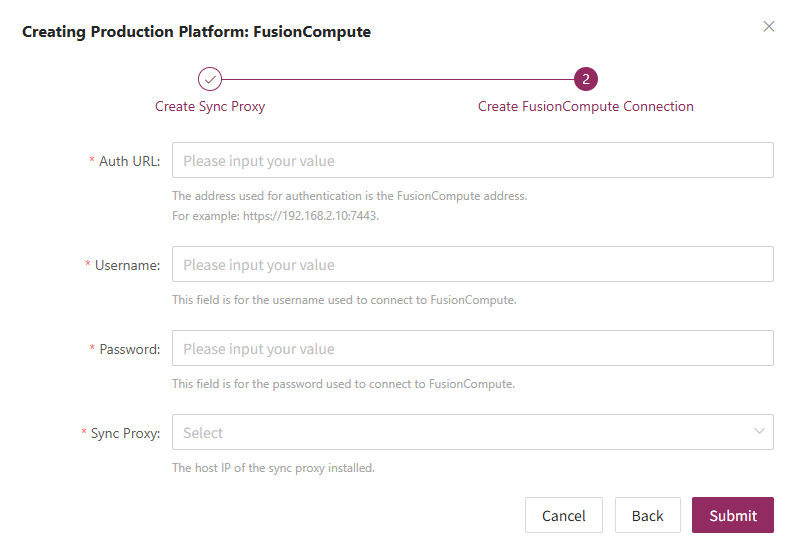 Creating Production Platform: FusionCompute
2
Create Sync Proxy
Create FusionCompute Connection
* Auth URL:
Please input your value
The address used for authentication is the FusionCompute address.
For example: https://192.168.2.10:7443.
* Username:
Please input your value
This field is for the username used to connect to FusionCompute.
* Password:
Please input your value
This field is for the password used to connect to FusionCompute.
* Sync Proxy:
Select
The host IP of the sync proxy installed.
Cancel
Back
Submit